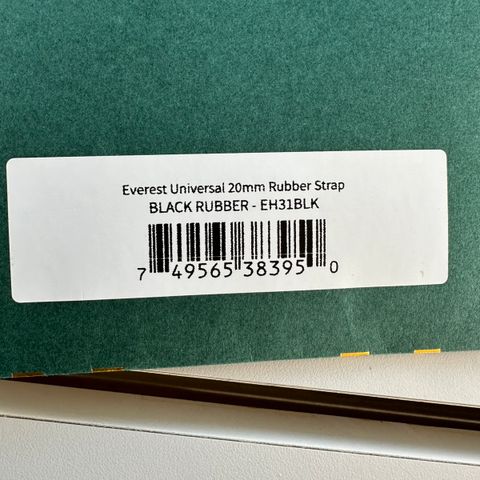 Everest Universal 20mm Rubber Strap
BLACK RUBBER - EH31BLK
7 49565 38395 0